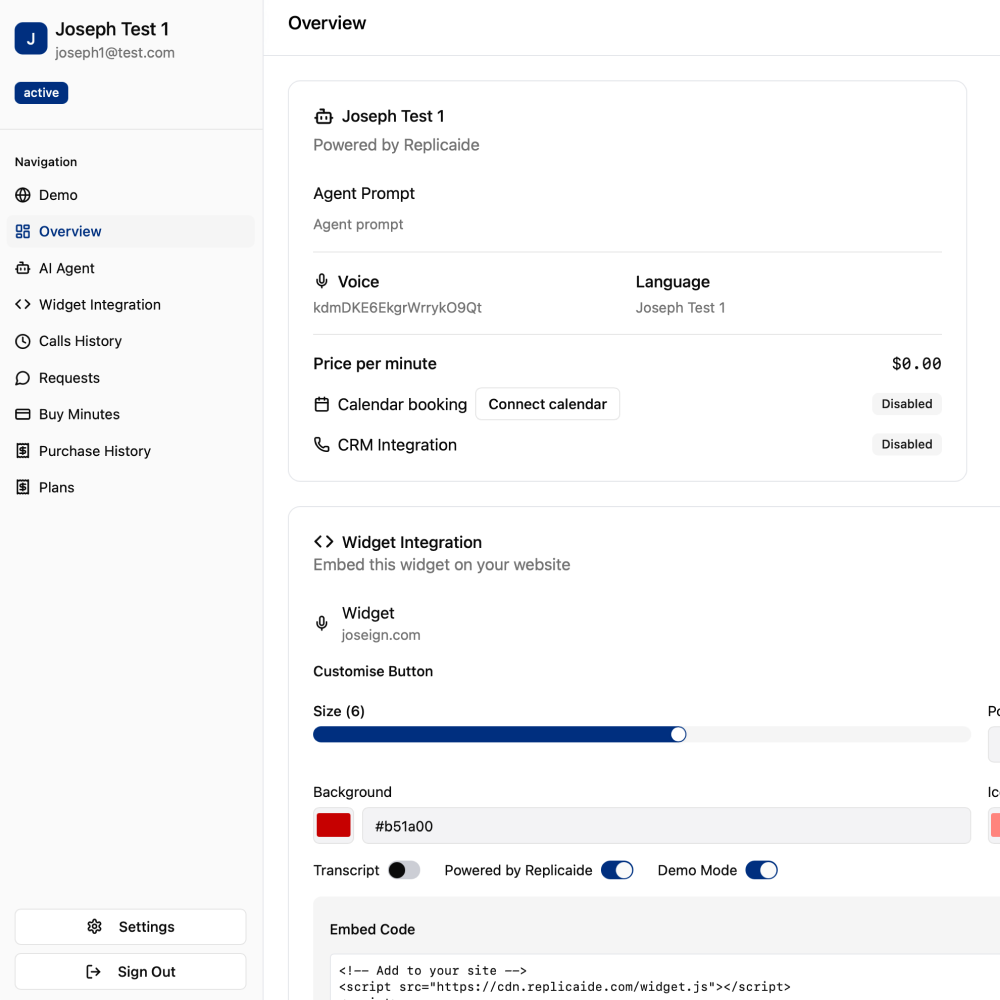 J
Joseph Test 1
joseph1@test.com
active
Navigation
Demo
Overview
AI Agent
Widget Integration
Calls History
Requests
Buy Minutes
Purchase History
Plans
Settings
Sign Out
Overview
Joseph Test 1
Powered by Replicaide
Agent Prompt
Agent prompt
Voice
kdmDKE6EkgrWrrykO9Qt
Language
Joseph Test 1
Price per minute $0.00
Calendar booking Connect calendar Disabled
CRM Integration Disabled
Widget Integration
Embed this widget on your website
Widget
joseign.com
Customise Button
Size (6)
Background
#b51a00
Transcript Powered by Replicaide Demo Mode
Embed Code
<!-- Add to your site -->
<script src="https://cdn.replicaide.com/widget.js"></script>